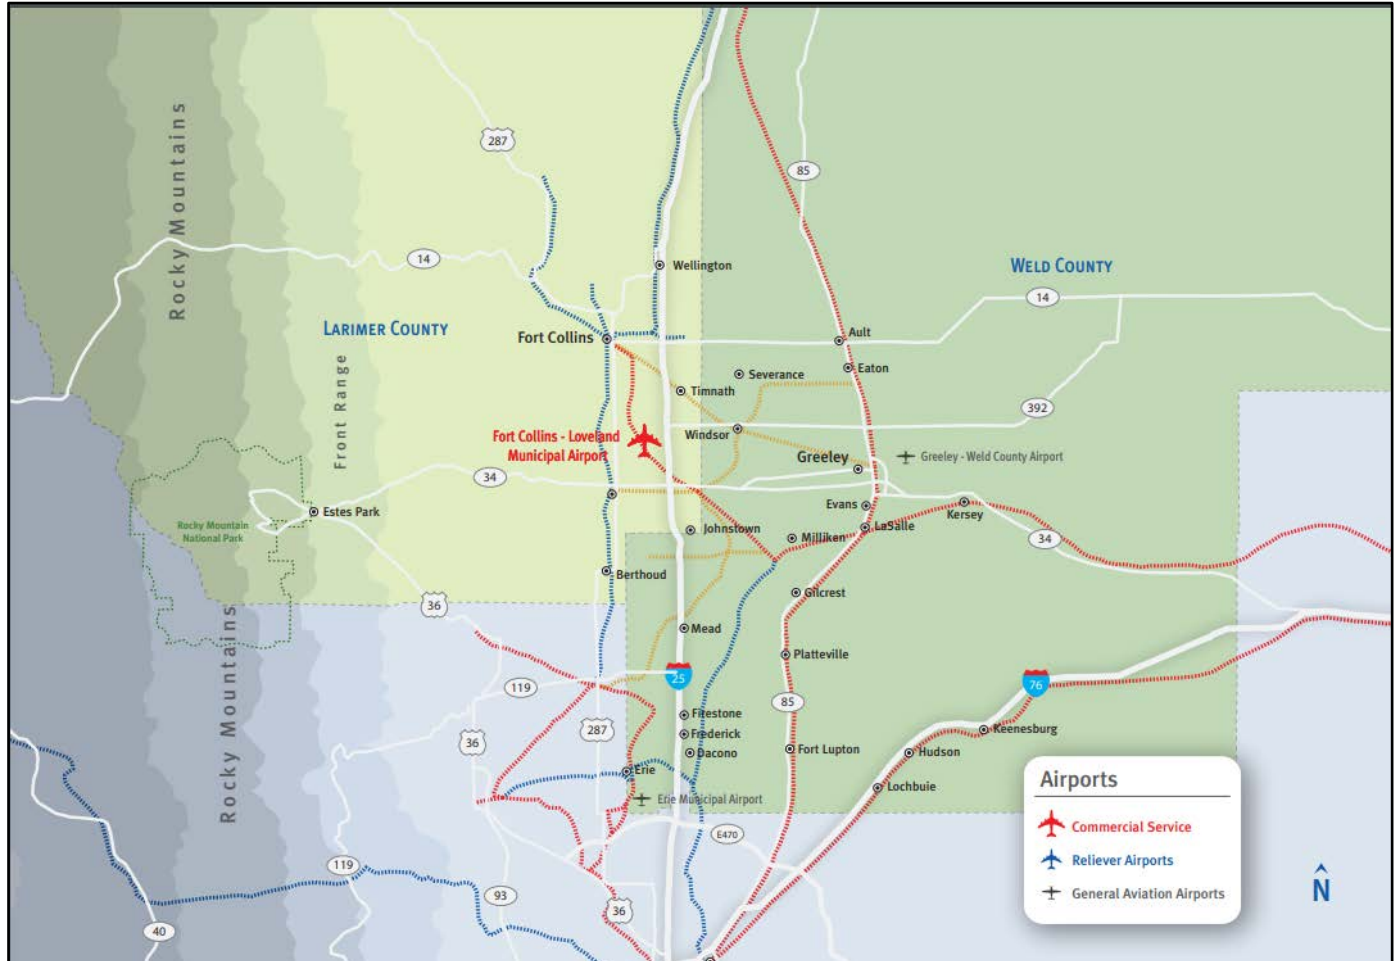 Rocky Mountains
287
85
14
Wellington
WELD COUNTY
14
LARIMER COUNTY
Fort Collins
Ault
Front Range
Severance
Eaton
Timnath
392
Fort Collins - Loveland
Municipal Airport
Windsor
Greeley
Greeley - Weld County Airport
34
Estes Park
Evans
Kersey
Rocky Mountain
National Park
Johnstown
LaSalle
Milliken
34
Berthoud
Gilcrest
36
Mead
Rocky Mountains
Platteville
25
76
119
85
Firestone
287
Frederick
Keenesburg
36
Dacono
Fort Lupton
Hudson
Erie
Lochbuie
Erie Municipal Airport
E470
119
93
36
40
Airports
Commercial Service
Reliever Airports
General Aviation Airports
N